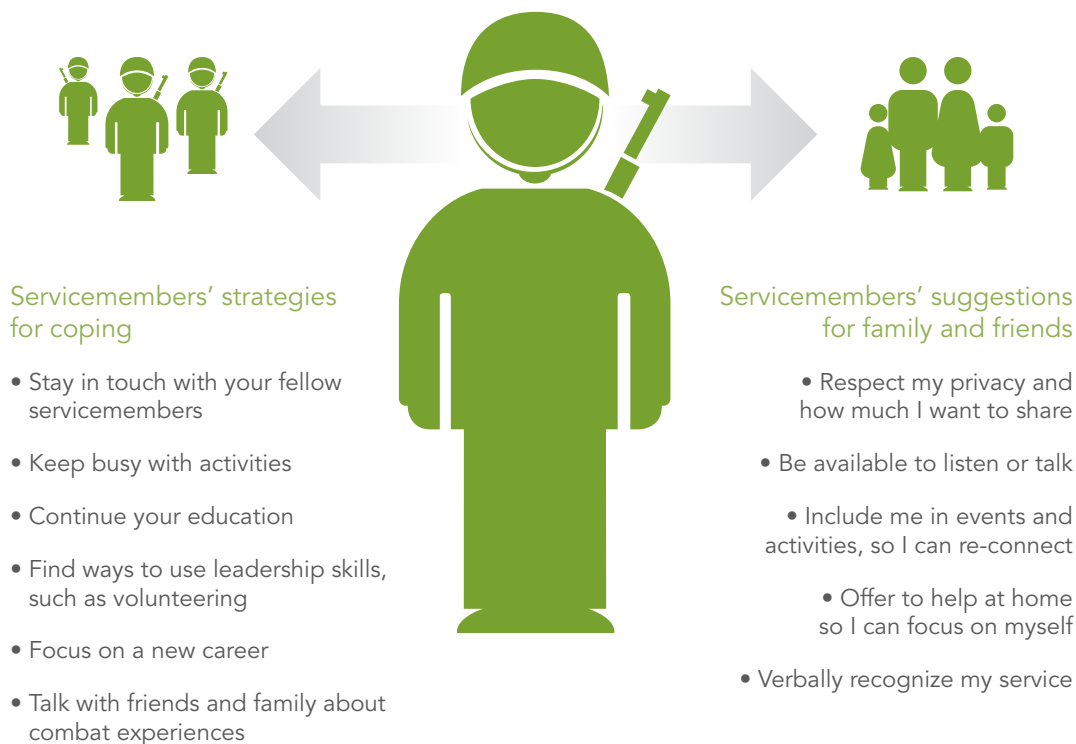 Servicemembers’ strategies
for coping
• Stay in touch with your fellow
servicemembers
• Keep busy with activities
• Continue your education
• Find ways to use leadership skills,
such as volunteering
• Focus on a new career
• Talk with friends and family about
combat experiences
Servicemembers’ suggestions
for family and friends
• Respect my privacy and
how much I want to share
• Be available to listen or talk
• Include me in events and
activities, so I can re-connect
• Offer to help at home
so I can focus on myself
• Verbally recognize my service